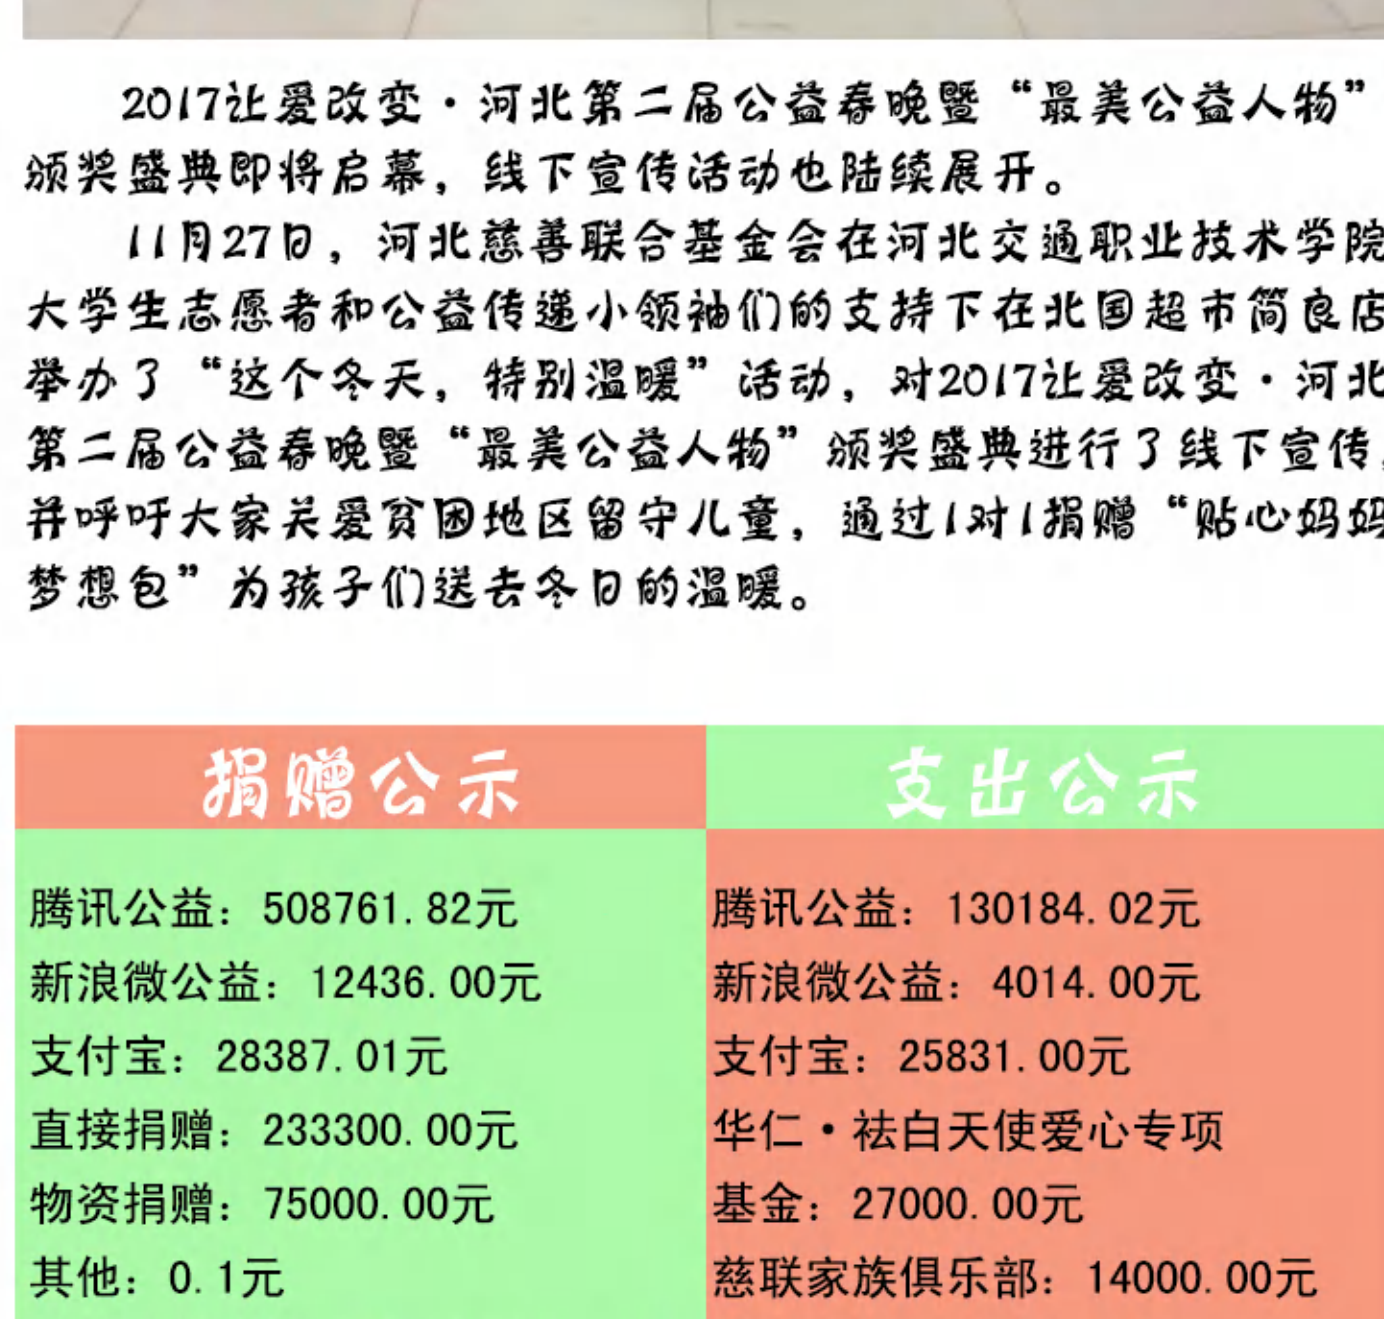 2017让爱改变·河北第二届公益春晚暨“最美公益人物”
颁奖盛典即将启幕，线下宣传活动也陆续展开。
11月27日，河北慈善联合基金会在河北交通职业技术学院
大学生志愿者和公益传递小领袖们的支持下在北国超市简良店
举办了“这个冬天，特别温暖”活动，对2017让爱改变·河北
第二届公益春晚暨“最美公益人物”颁奖盛典进行了线下宣传，
并呼吁大家关爱贫困地区留守儿童，通过1对1捐赠“贴心妈妈
梦想包”为孩子们送去冬日的温暖。
捐赠公示
腾讯公益：508761.82元
新浪微公益：12436.00元
支付宝：28387.01元
直接捐赠：233300.00元
物资捐赠：75000.00元
其他：0.1元
支出公示
腾讯公益：130184.02元
新浪微公益：4014.00元
支付宝：25831.00元
华仁·祛白天使爱心专项
基金：27000.00元
慈联家族俱乐部：14000.00元